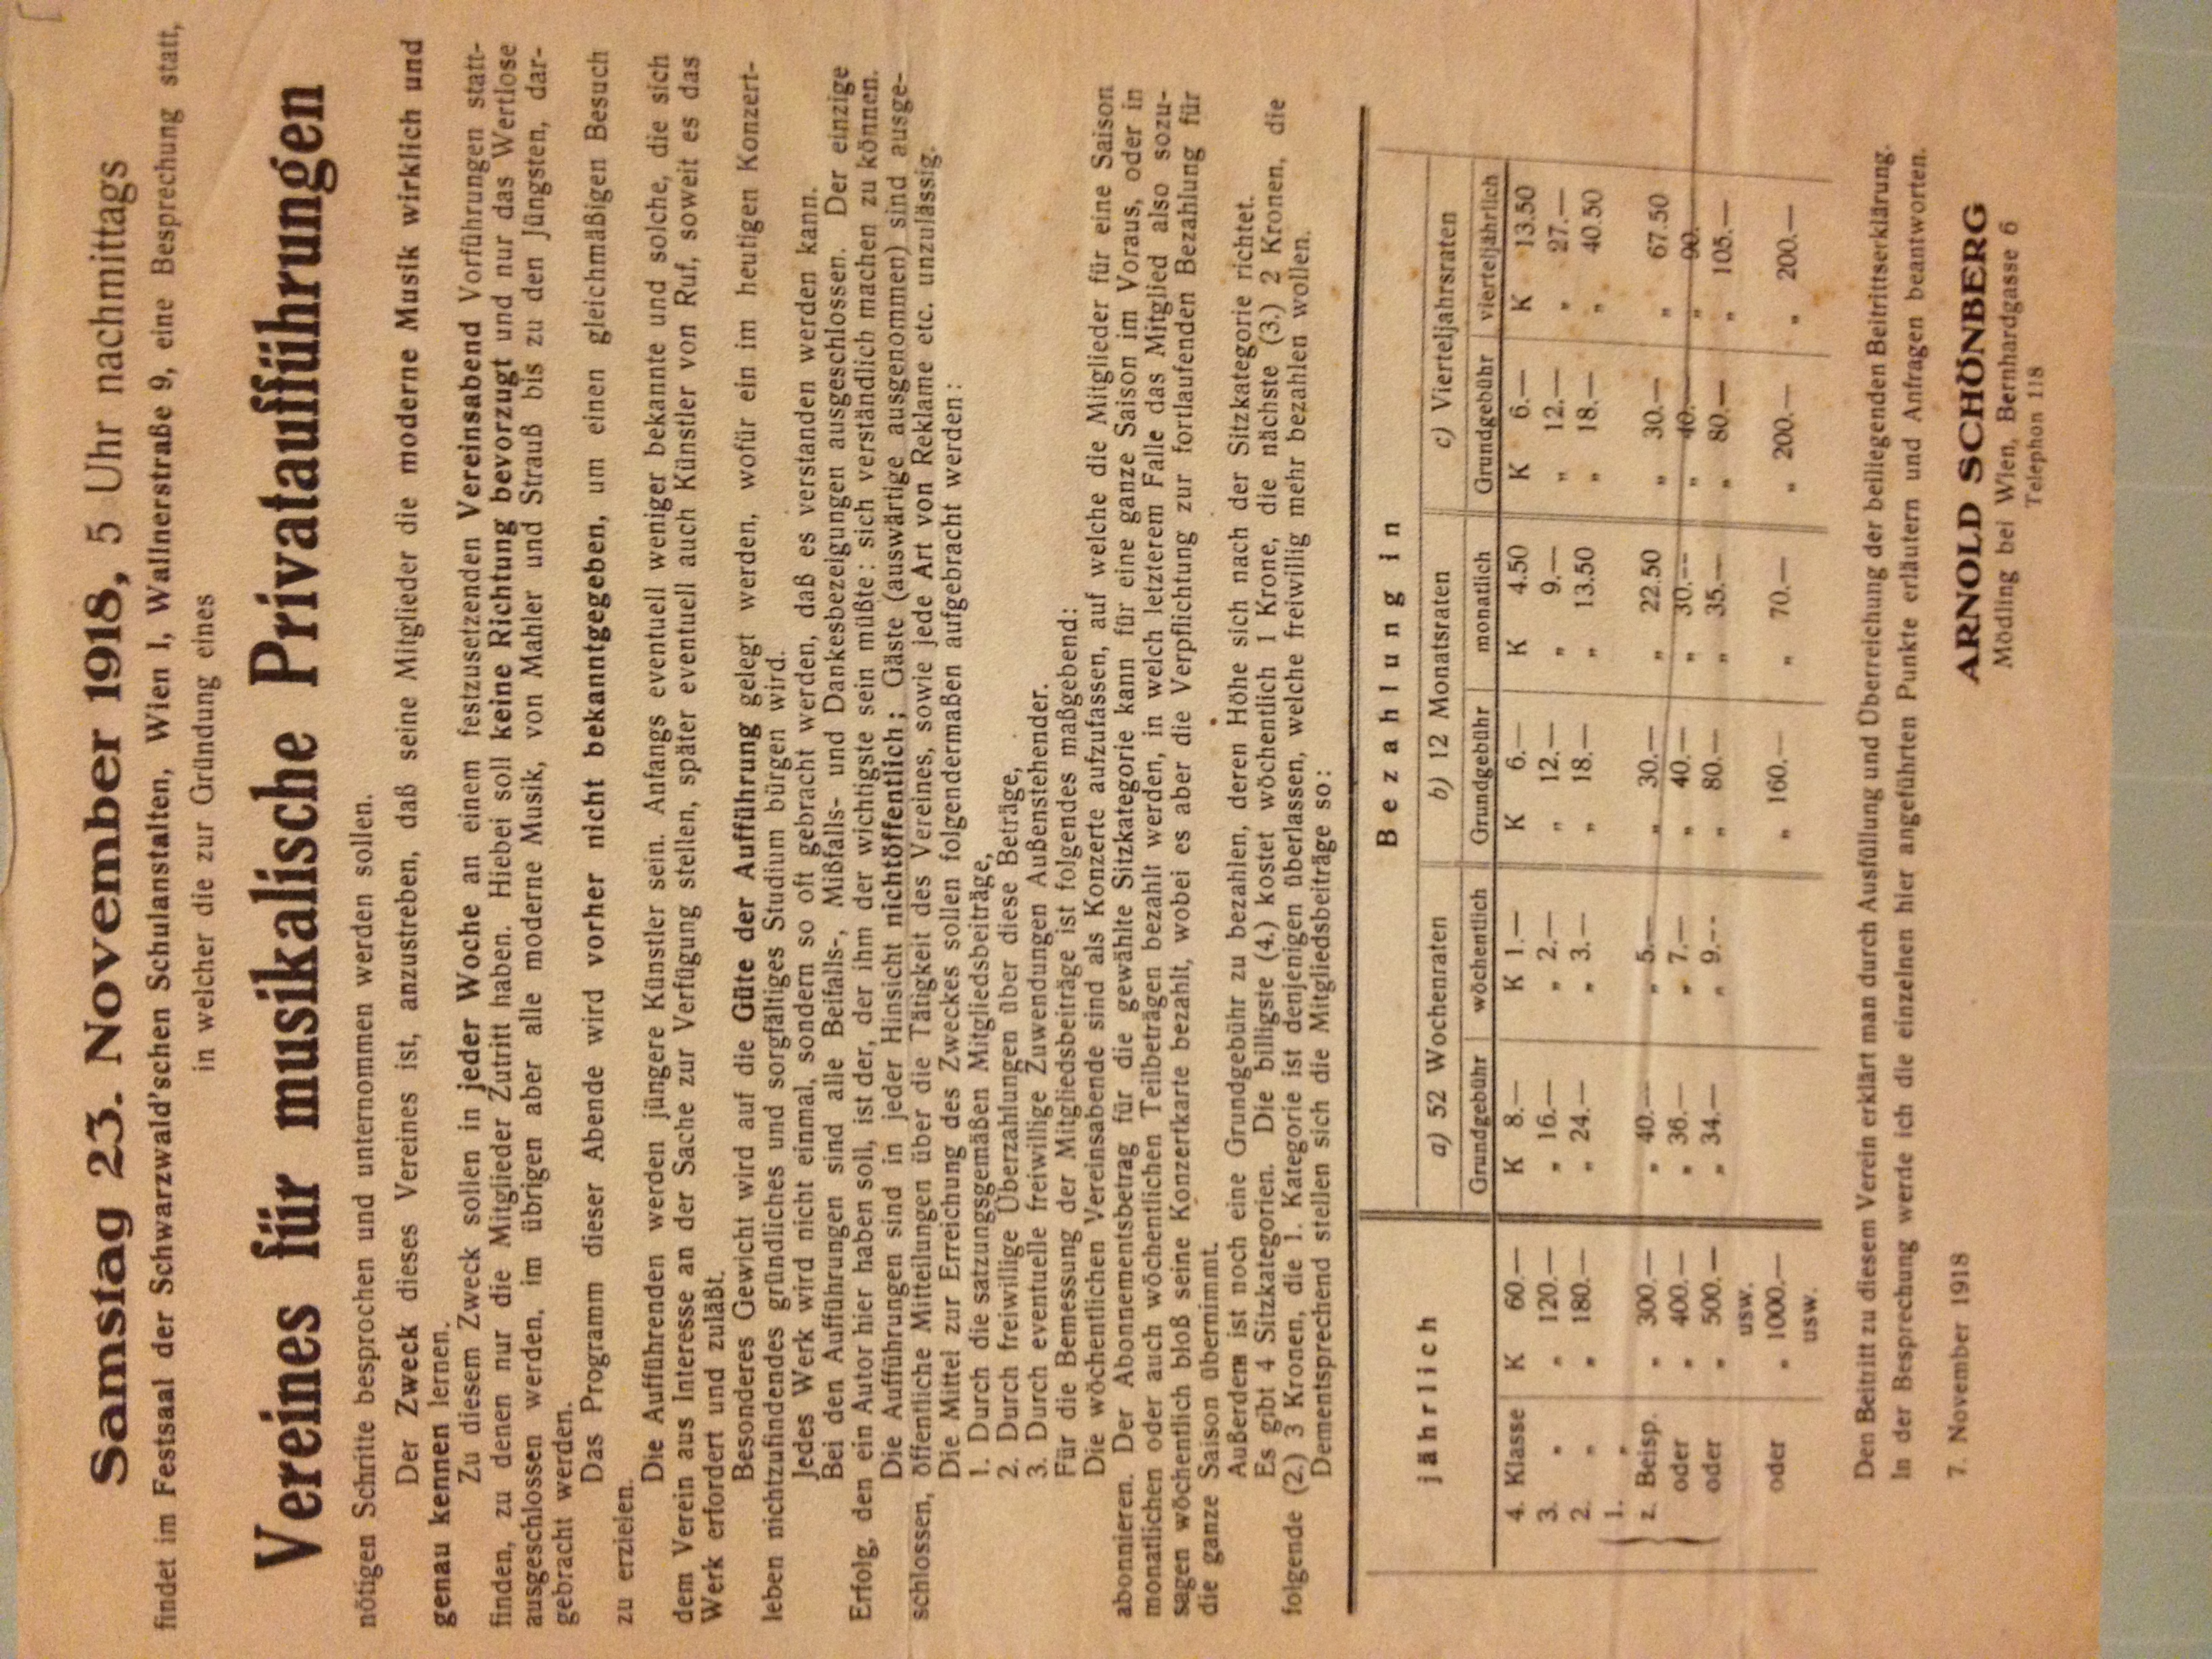 Samstag 23. November 1918, 5 Uhr nachmittags
findet im Festsaal der Schwarzwald'schen Schulanstalten, Wien I, Wallnerstraße 9, eine Besprechung statt,
in welcher die zur Gründung eines
Vereines für musikalische Privataufführungen
nötigen Schritte besprochen und unternommen werden sollen.
Der Zweck dieses Vereines ist, anzustreben, daß seine Mitglieder die moderne Musik wirklich und
genau kennen lernen.
Zu diesem Zweck sollen in jeder Woche an einem festzusetzenden Vereinsabend Vorführungen statt-
finden, zu denen nur die Mitglieder Zutritt haben. Hiebei soll keine Richtung bevorzugt und nur das Wertlose
ausgeschlossen werden, im übrigen aber alle moderne Musik, von Mahler und Strauß bis zu den Jüngsten, dar-
gebracht werden.
Das Programm dieser Abende wird vorher nicht bekanntgegeben, um einen gleichmäßigen Besuch
zu erzielen.
Die Aufführenden werden jüngere Künstler sein. Anfangs eventuell weniger bekannte und solche, die sich
dem Verein aus Interesse an der Sache zur Verfügung stellen, später eventuell auch Künstler von Ruf, soweit es das
Werk erfordert und zuläßt.
Besonderes Gewicht wird auf die Güte der Aufführung gelegt werden, wofür ein im heutigen Konzert-
leben nichtzufindendes gründliches und sorgfältiges Studium bürgen wird.
Jedes Werk wird nicht einmal, sondern so oft gebracht werden, daß es verstanden werden kann.
Bei den Aufführungen sind alle Beifalls-, Mißfalls- und Dankesbezeigungen ausgeschlossen. Der einzige
Erfolg, den ein Autor hier haben soll, ist der, der ihm der wichtigste sein müßte: sich verständlich machen zu können.
Die Aufführungen sind in jeder Hinsicht nichtöffentlich; Gäste (auswärtige ausgenommen) sind ausge-
schlossen, öffentliche Mitteilungen über die Tätigkeit des Vereines, sowie jede Art von Reklame etc. unzulässig.
Die Mittel zur Erreichung des Zweckes sollen folgendermaßen aufgebracht werden:
1. Durch die satzungsgemäßen Mitgliedsbeiträge,
2. Durch freiwillige Überzahlungen über diese Beträge,
3. Durch eventuelle freiwillige Zuwendungen Außenstehender.
Für die Bemessung der Mitgliedsbeiträge ist folgendes maßgebend:
Die wöchentlichen Vereinsabende sind als Konzerte aufzufassen, auf welche die Mitglieder für eine Saison
abonnieren. Der Abonnementsbetrag für die gewählte Sitzkategorie kann für eine ganze Saison im Voraus, oder in
monatlichen oder auch wöchentlichen Teilbeträgen bezahlt werden, in welch letzterem Falle das Mitglied also sozu-
sagen wöchentlich bloß seine Konzertkarte bezahlt, wobei es aber die Verpflichtung zur fortlaufenden Bezahlung für
die ganze Saison übernimmt.
Außerdem ist noch eine Grundgebühr zu bezahlen, deren Höhe sich nach der Sitzkategorie richtet.
Es gibt 4 Sitzkategorien. Die billigste (4.) kostet wöchentlich 1 Krone, die nächste (3.) 2 Kronen, die
folgende (2.) 3 Kronen, die 1. Kategorie ist denjenigen überlassen, welche freiwillig mehr bezahlen wollen.
Dementsprechend stellen sich die Mitgliedsbeiträge so:
Bezahlung in
jährlich a) 52 Wochenraten b) 12 Monatsraten c) Vierteljahrsraten
Grundgebühr wöchentlich Grundgebühr monatlich Grundgebühr vierteljährlich
4. Klasse K 60.— K 8.— K 1.— K 6.— K 4.50 K 6.— K 13.50
3. „ „ 120.— „ 16.— „ 2.— „ 12.— „ 9.— „ 12.— „ 27.—
2. „ „ 180.— „ 24.— „ 3.— „ 18.— „ 13.50 „ 18.— „ 40.50
1. „
z. Beisp. „ 300.— „ 40.— „ 5.— „ 30.— „ 22.50 „ 30.— „ 67.50
oder „ 400.— „ 36.— „ 7.— „ 40.— „ 30.— „ 40.— „ 90.—
oder „ 500.— „ 34.— „ 9.-- „ 80.— „ 35.— „ 80.— „ 105.—
usw.
oder „ 1000.— „ 160.— „ 70.— „ 200.— „ 200.—
usw.
Den Beitritt zu diesem Verein erklärt man durch Ausfüllung und Überreichung der beiliegenden Beitrittserklärung.
In der Besprechung werde ich die einzelnen hier angeführten Punkte erläutern und Anfragen beantworten.
7. November 1918
ARNOLD SCHÖNBERG
Mödling bei Wien, Bernhardgasse 6
Telephon 118